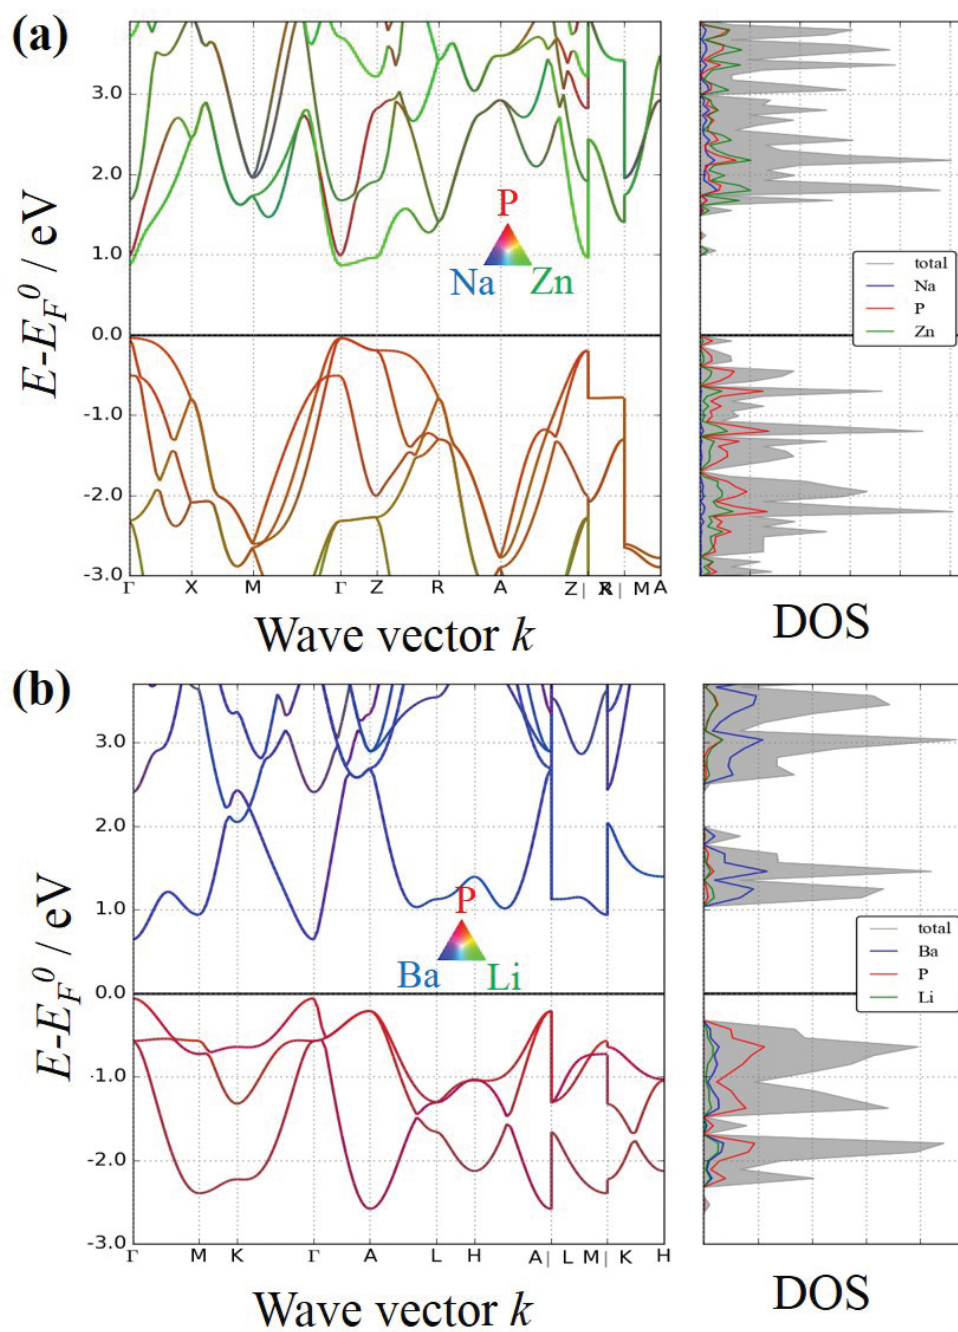 (a)
E-E_F^0 / eV
3.0
2.0
1.0
0.0
-1.0
-2.0
-3.0
P
Na Zn
Γ X M Γ Z R A Z| X R| M A
Wave vector k
total
Na
P
Zn
DOS
(b)
E-E_F^0 / eV
3.0
2.0
1.0
0.0
-1.0
-2.0
-3.0
P
Ba Li
Γ M K Γ A L H A| L M| K H
Wave vector k
total
Ba
P
Li
DOS